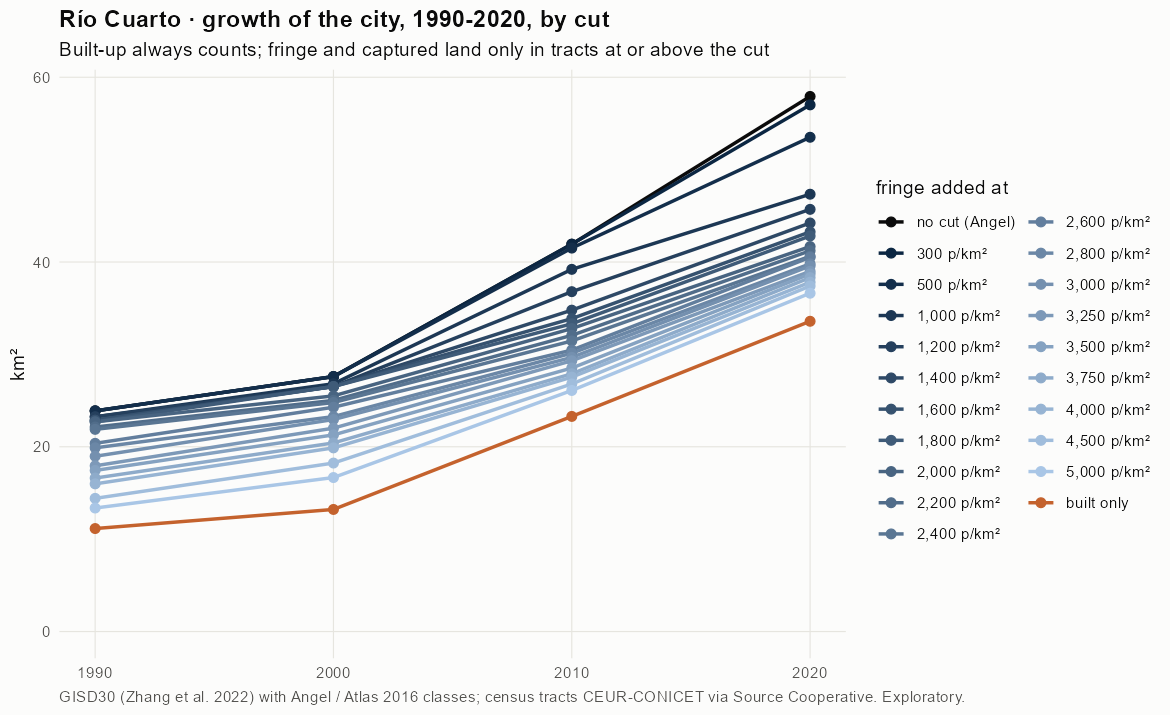 Río Cuarto · growth of the city, 1990-2020, by cut
Built-up always counts; fringe and captured land only in tracts at or above the cut
60
40
20
0
km²
1990
2000
2010
2020
fringe added at
no cut (Angel)
300 p/km²
500 p/km²
1,000 p/km²
1,200 p/km²
1,400 p/km²
1,600 p/km²
1,800 p/km²
2,000 p/km²
2,200 p/km²
2,400 p/km²
2,600 p/km²
2,800 p/km²
3,000 p/km²
3,250 p/km²
3,500 p/km²
3,750 p/km²
4,000 p/km²
4,500 p/km²
5,000 p/km²
built only
GISD30 (Zhang et al. 2022) with Angel / Atlas 2016 classes; census tracts CEUR-CONICET via Source Cooperative. Exploratory.